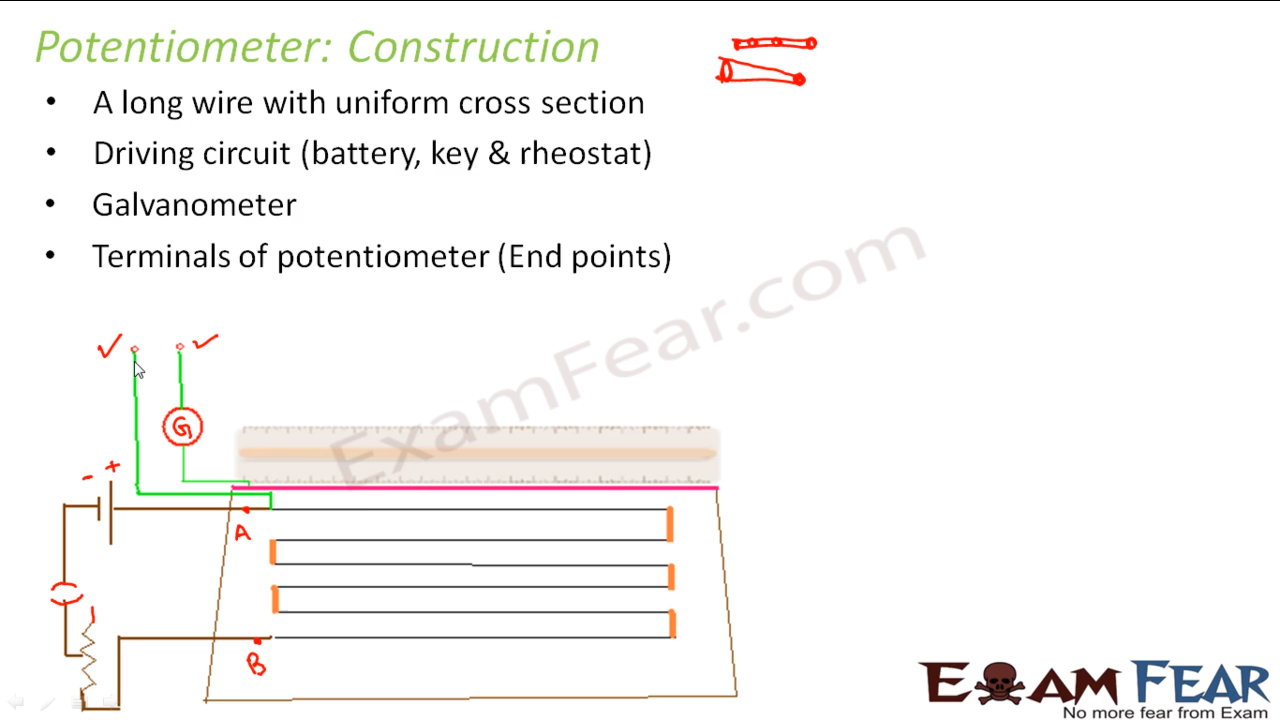 Potentiometer: Construction
• A long wire with uniform cross section
• Driving circuit (battery, key & rheostat)
• Galvanometer
• Terminals of potentiometer (End points)
ExamFear.com
G
- +
A
B
EXAM FEAR
No more fear from Exam